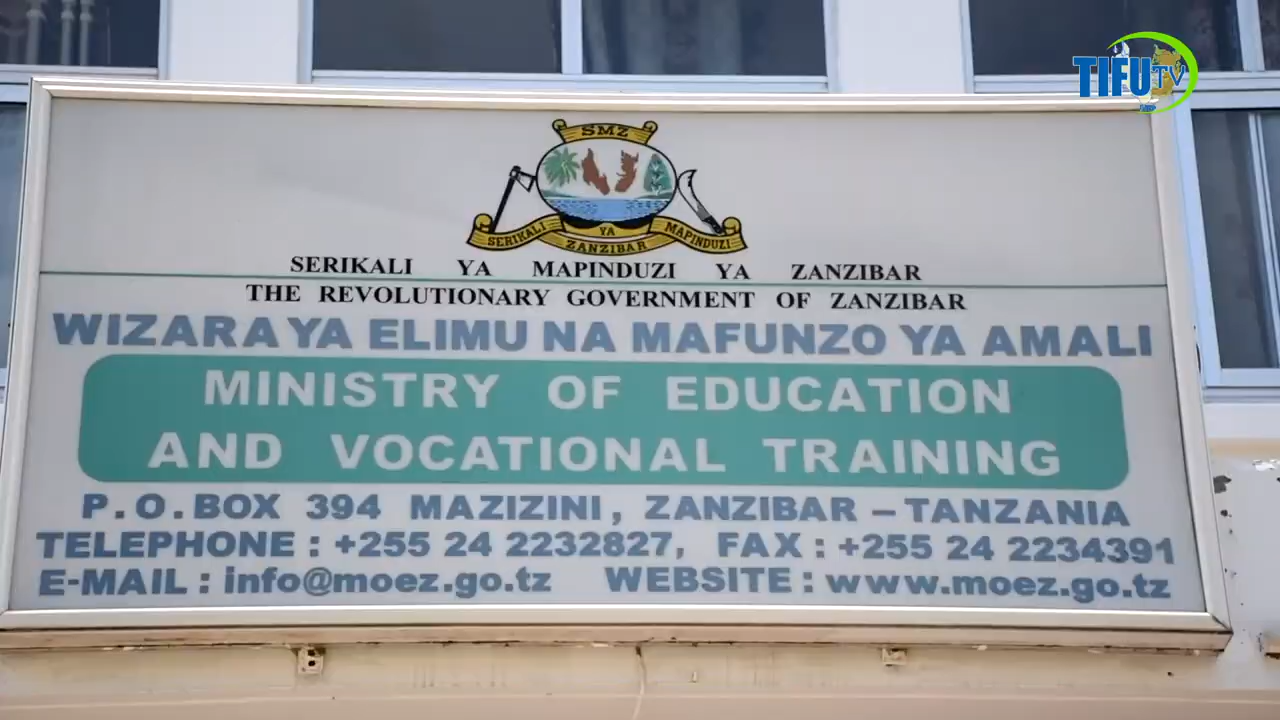 TIFU TV
SMZ
SERIKALI YA ZANZIBAR MAPINDUZI
SERIKALI YA MAPINDUZI YA ZANZIBAR
THE REVOLUTIONARY GOVERNMENT OF ZANZIBAR
WIZARA YA ELIMU NA MAFUNZO YA AMALI
MINISTRY OF EDUCATION
AND VOCATIONAL TRAINING
P.O.BOX 394 MAZIZINI, ZANZIBAR – TANZANIA
TELEPHONE : +255 24 2232827, FAX : +255 24 2234391
E-MAIL : info@moez.go.tz WEBSITE : www.moez.go.tz